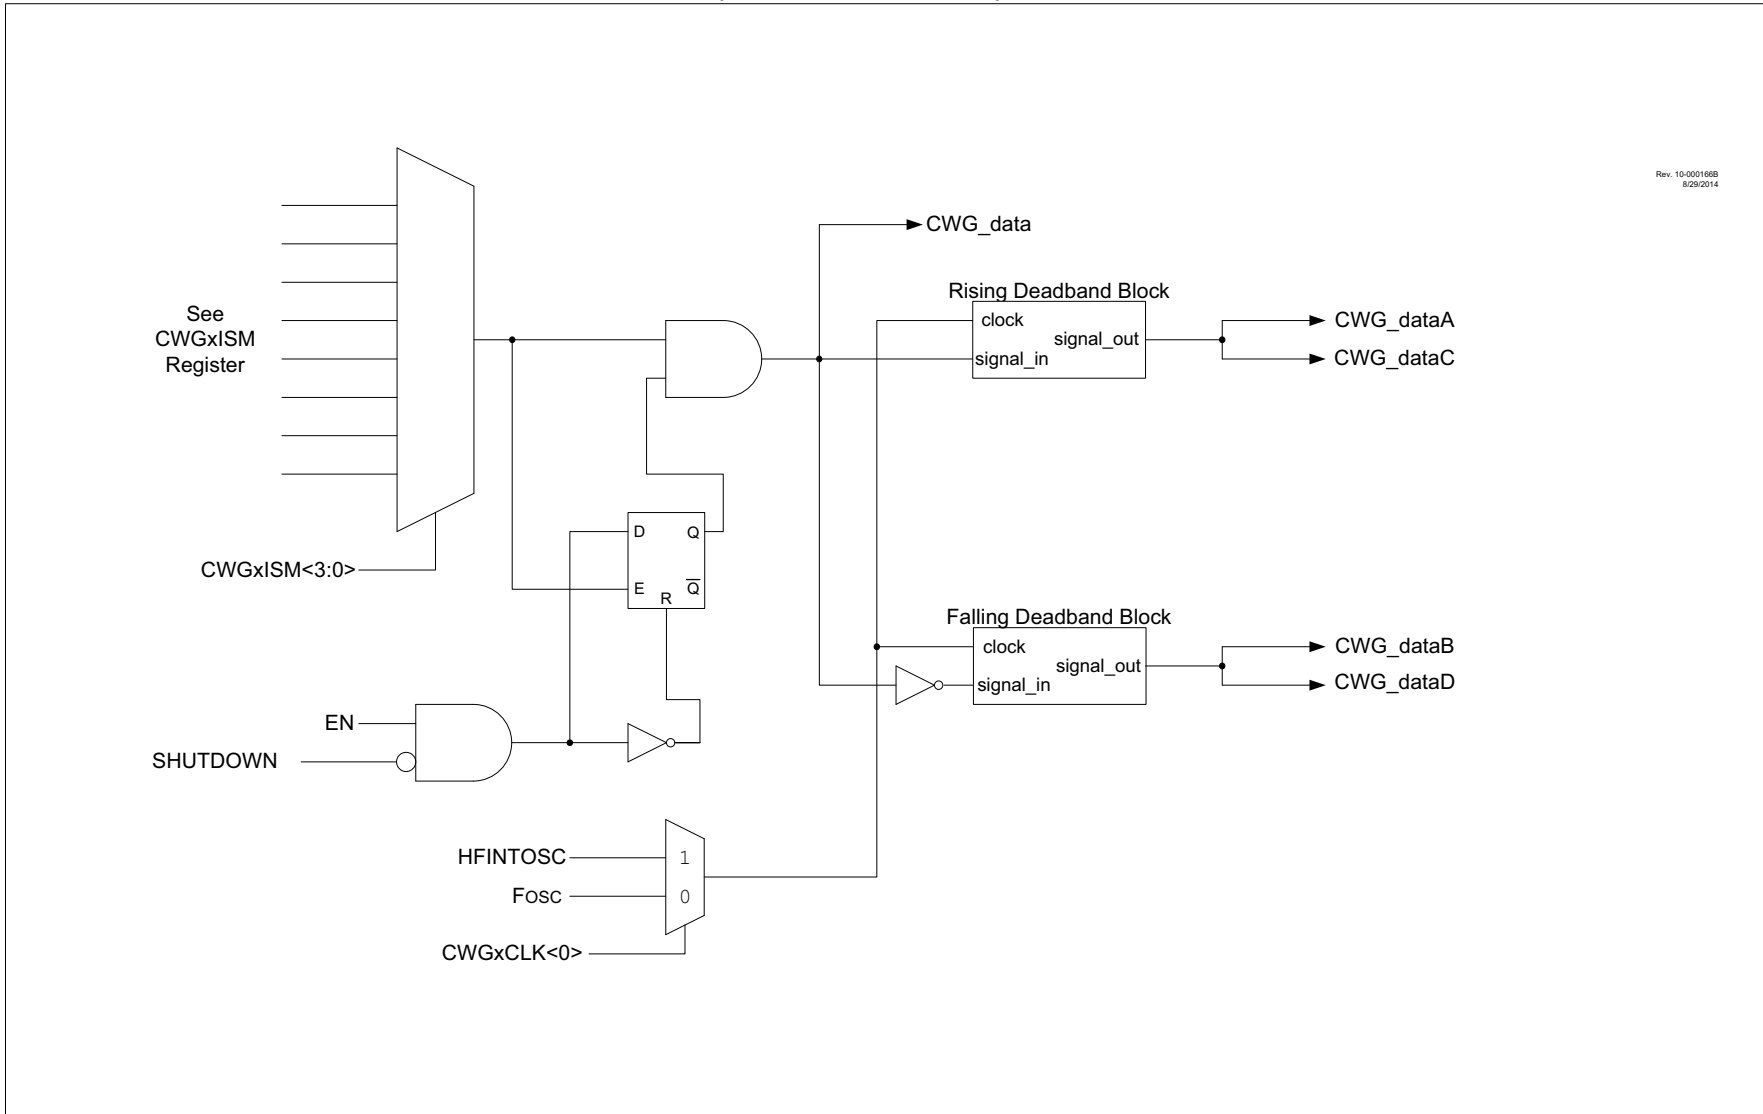 Rev. 10-000166B
8/29/2014
CWG_data
Rising Deadband Block
clock
signal_out
signal_in
CWG_dataA
CWG_dataC
See
CWGxISM
Register
D
Q
E
R
Q̅
CWGxISM<3:0>
Falling Deadband Block
clock
signal_out
signal_in
CWG_dataB
CWG_dataD
EN
SHUTDOWN
HFINTOSC
1
FOSC
0
CWGxCLK<0>